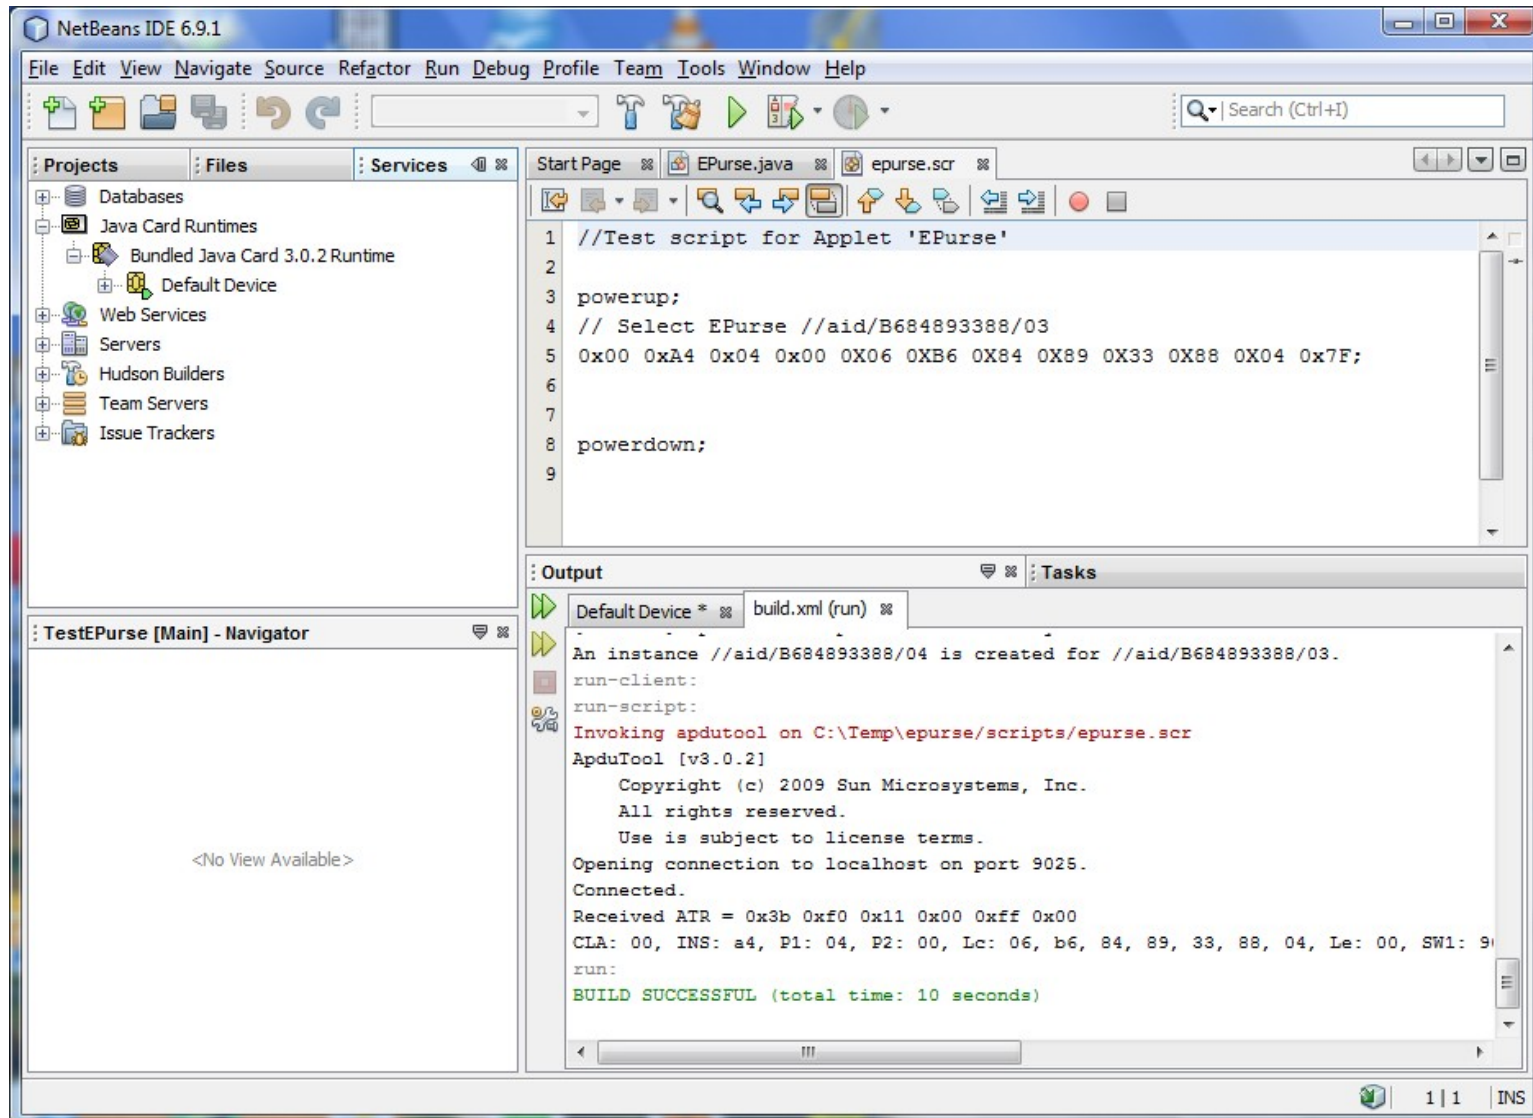 NetBeans IDE 6.9.1
File Edit View Navigate Source Refactor Run Debug Profile Team Tools Window Help
Search (Ctrl+I)
Projects Files Services
Databases
Java Card Runtimes
Bundled Java Card 3.0.2 Runtime
Default Device
Web Services
Servers
Hudson Builders
Team Servers
Issue Trackers
TestEPurse [Main] - Navigator
<No View Available>
Start Page EPurse.java epurse.scr
1 //Test script for Applet 'EPurse'
2
3 powerup;
4 // Select EPurse //aid/B684893388/03
5 0x00 0xA4 0x04 0x00 0X06 0XB6 0X84 0X89 0X33 0X88 0X04 0x7F;
6
7
8 powerdown;
9
Output Tasks
Default Device * build.xml (run)
An instance //aid/B684893388/04 is created for //aid/B684893388/03.
run-client:
run-script:
Invoking apdutool on C:\Temp\epurse/scripts/epurse.scr
ApduTool [v3.0.2]
Copyright (c) 2009 Sun Microsystems, Inc.
All rights reserved.
Use is subject to license terms.
Opening connection to localhost on port 9025.
Connected.
Received ATR = 0x3b 0xf0 0x11 0x00 0xff 0x00
CLA: 00, INS: a4, P1: 04, P2: 00, Lc: 06, b6, 84, 89, 33, 88, 04, Le: 00, SW1: 9
run:
BUILD SUCCESSFUL (total time: 10 seconds)
1|1 INS